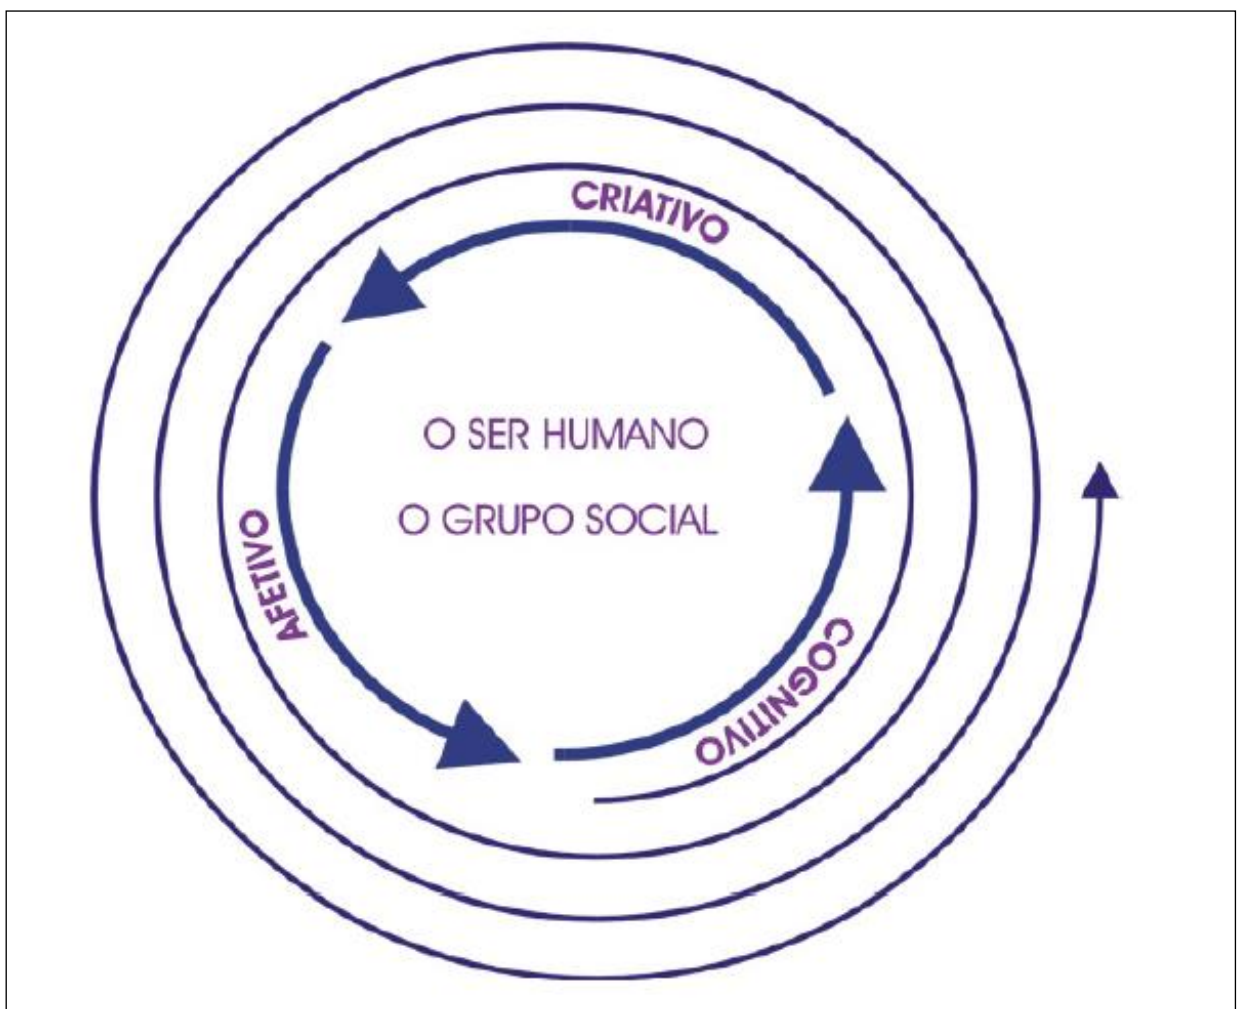 CRIATIVO
O SER HUMANO
O GRUPO SOCIAL
AFETIVO
COGNITIVO